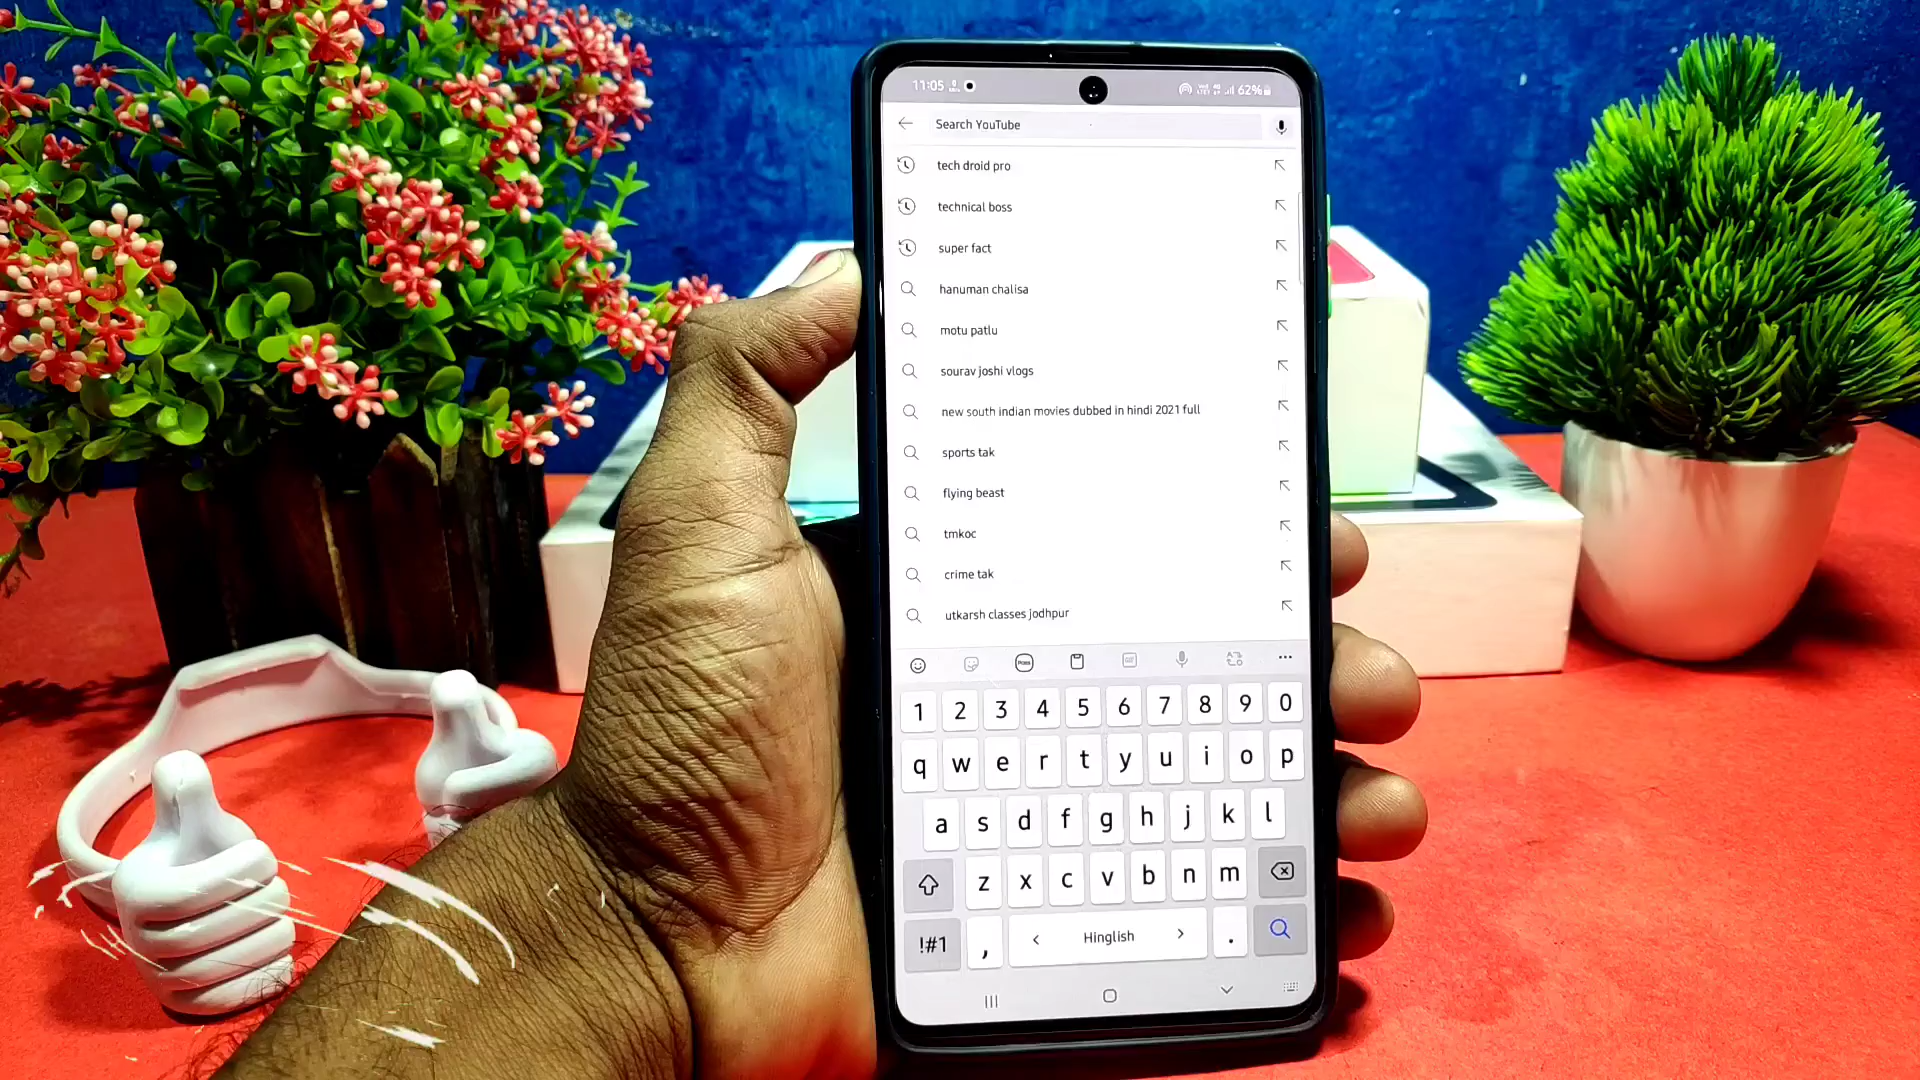 11:05 62%
Search YouTube
tech droid pro
technical boss
super fact
hanuman chalisa
motu patlu
sourav joshi vlogs
new south indian movies dubbed in hindi 2021 full
sports tak
flying beast
tmkoc
crime tak
utkarsh classes jodhpur
1 2 3 4 5 6 7 8 9 0
q w e r t y u i o p
a s d f g h j k l
z x c v b n m
!#1 , < Hinglish > .